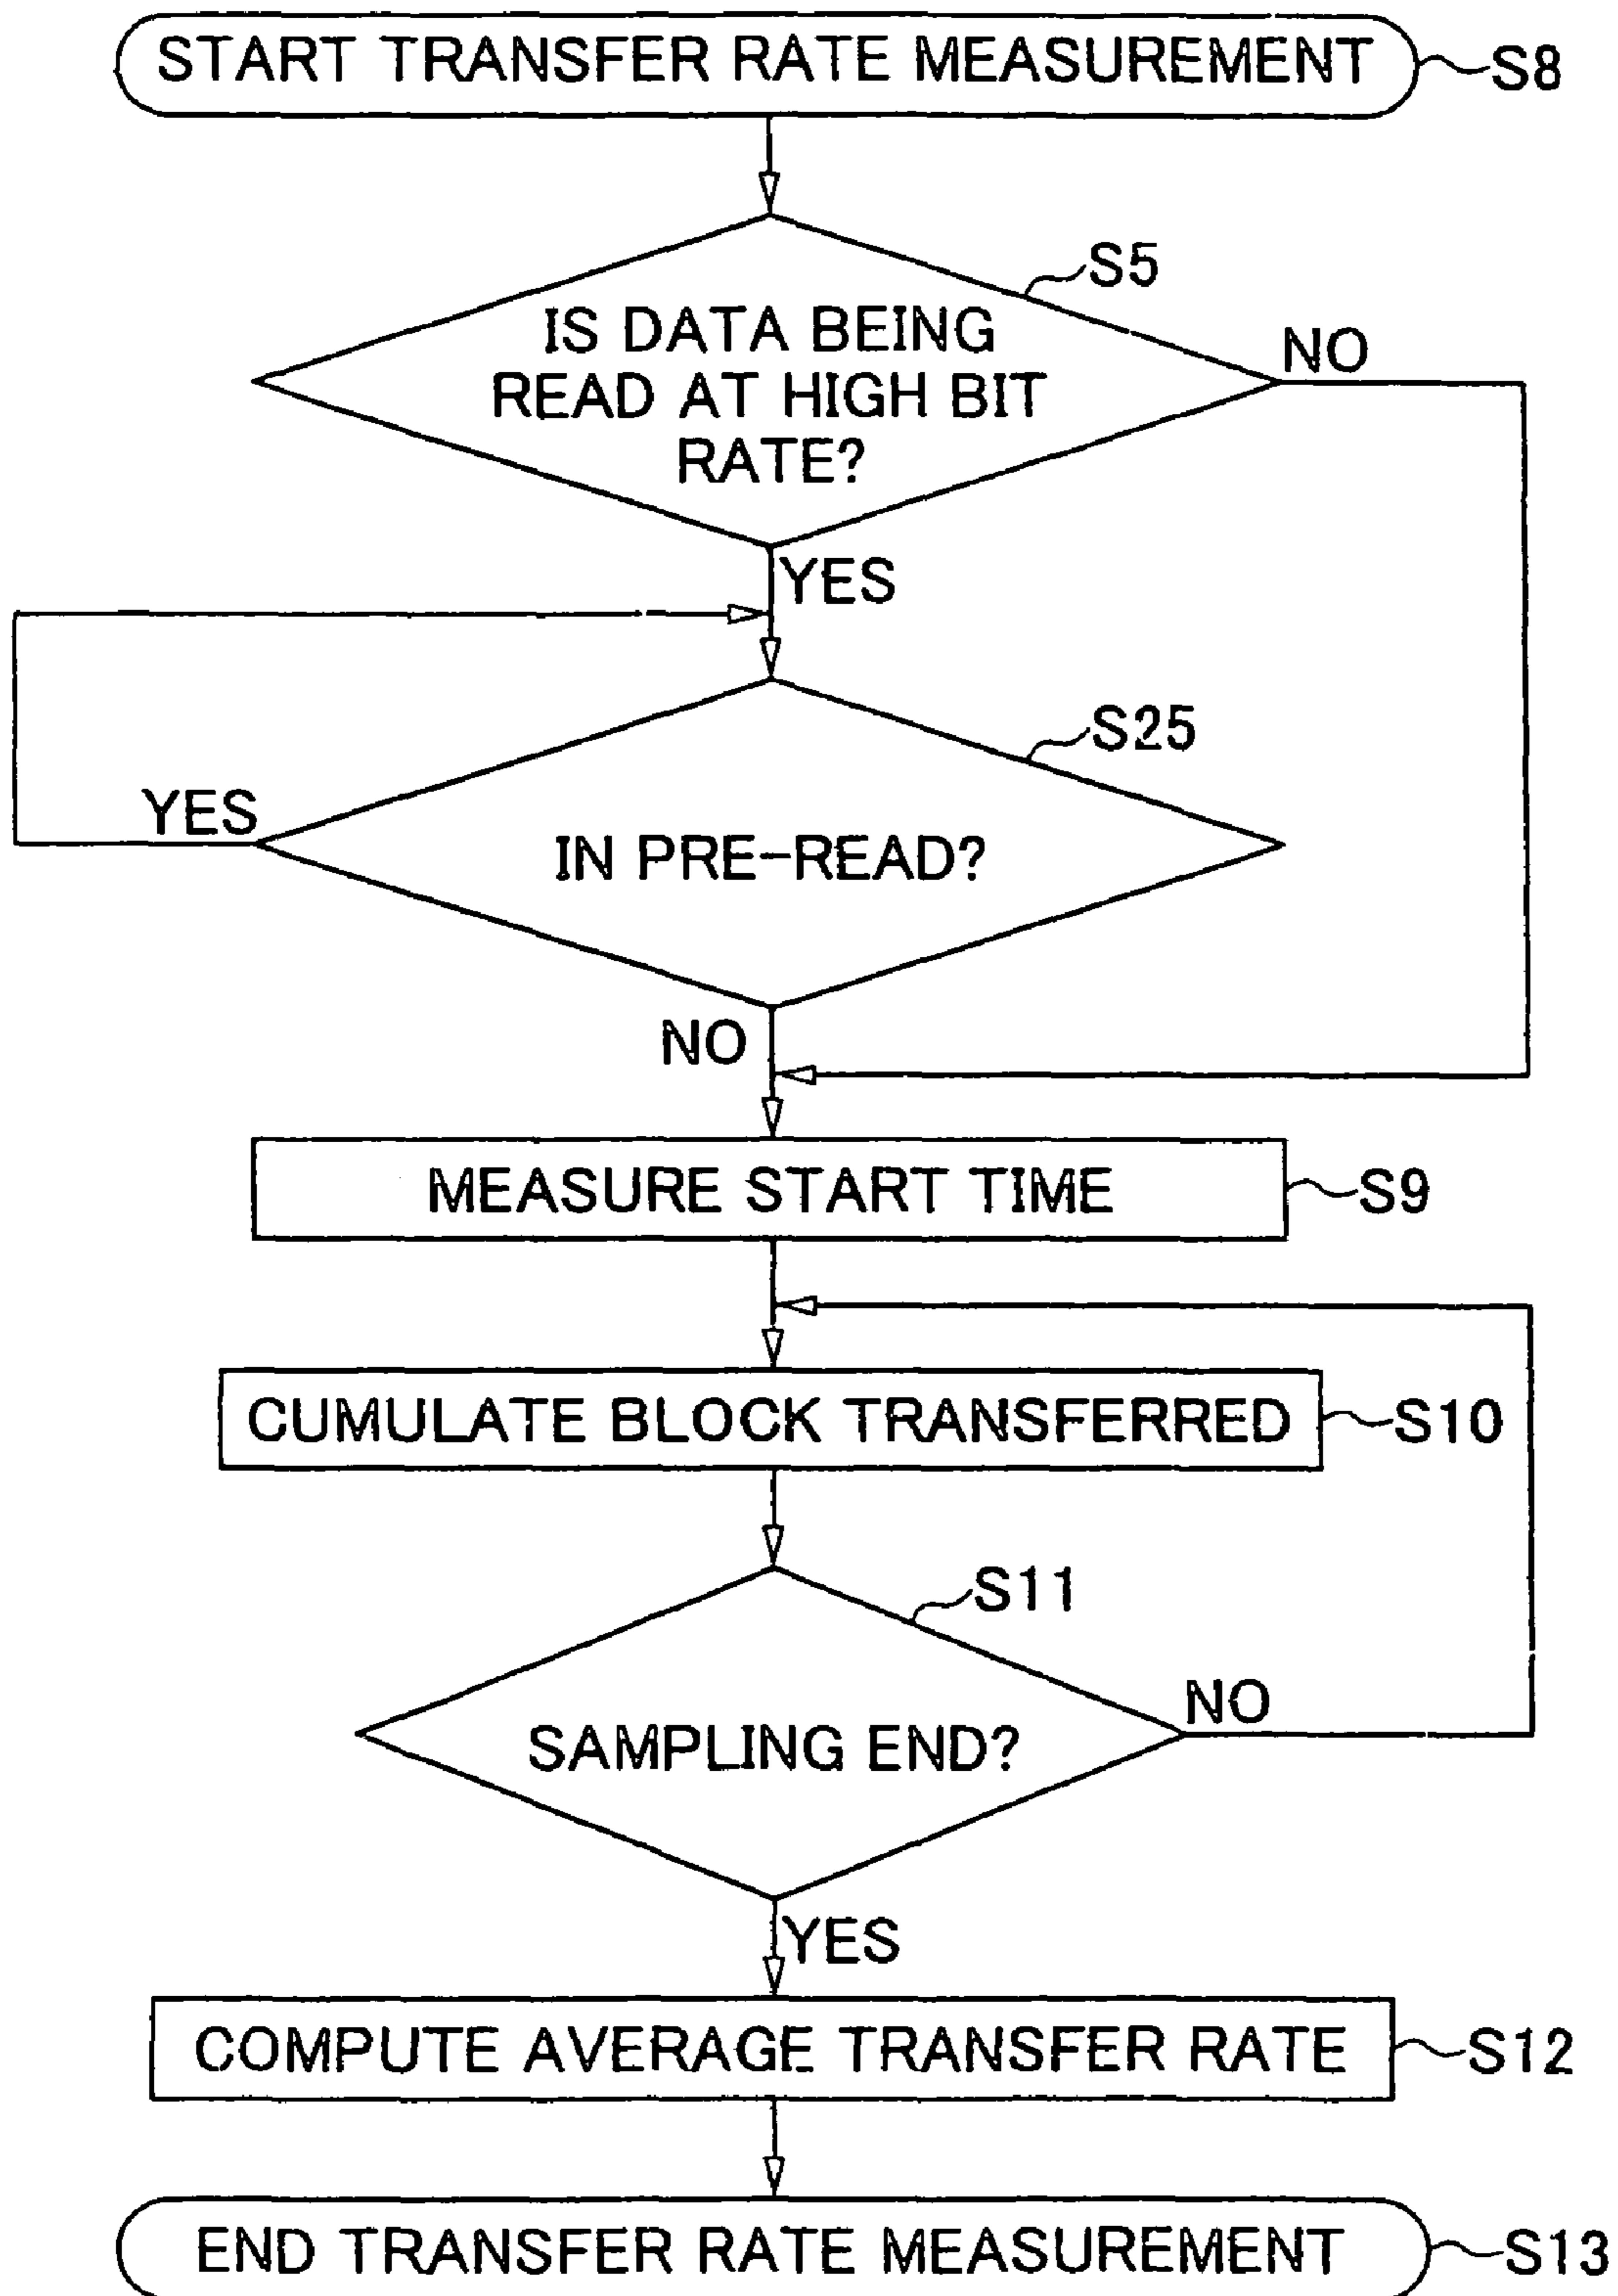 START TRANSFER RATE MEASUREMENT S8
S5
IS DATA BEING
READ AT HIGH BIT
RATE?
NO
YES
S25
YES
IN PRE-READ?
NO
MEASURE START TIME S9
CUMULATE BLOCK TRANSFERRED S10
S11
NO
SAMPLING END?
YES
COMPUTE AVERAGE TRANSFER RATE S12
END TRANSFER RATE MEASUREMENT S13